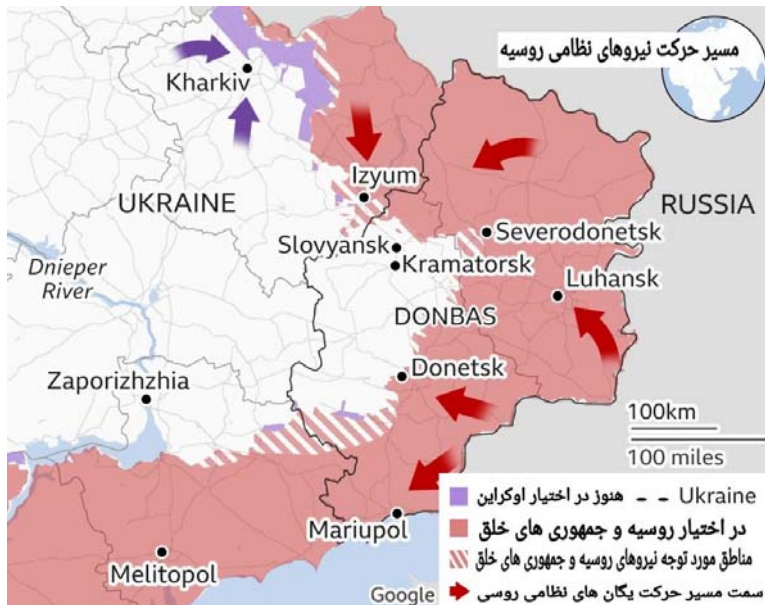 مسیر حرکت نیروهای نظامی روسیه
Kharkiv
Izyum
UKRAINE
RUSSIA
Slovyansk
Severodonetsk
Kramatorsk
Dnieper
River
Luhansk
DONBAS
Donetsk
Zaporizhzhia
100km
100 miles
هنوز در اختیار اوکراین - - Ukraine
در اختیار روسیه و جمهوری های خلق
Mariupol
مناطق مورد توجه نیروهای روسیه و جمهوری های خلق
Melitopol
سمت مسیر حرکت یگان های نظامی روسی
Google